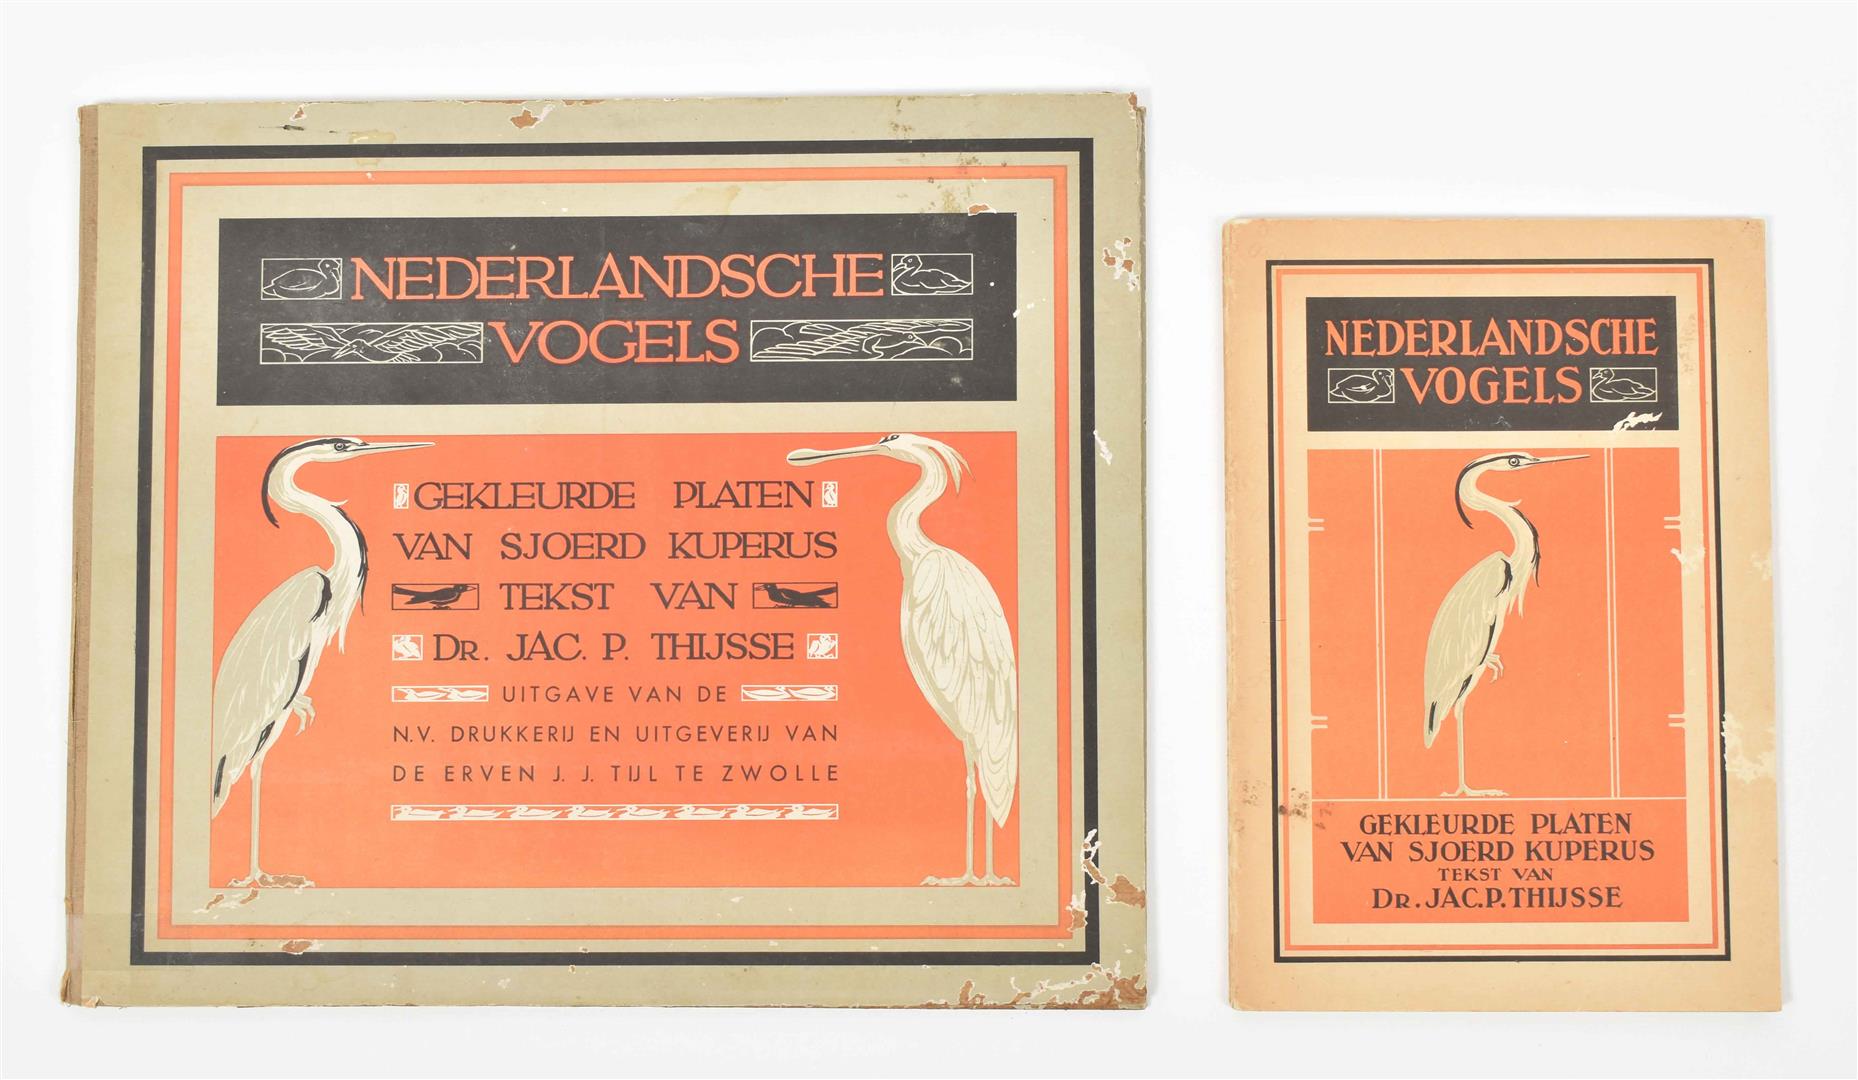 NEDERLANDSCHE
VOGELS
GEKLEURDE PLATEN
VAN SJOERD KUPERUS
TEKST VAN
DR. JAC. P. THIJSSE
UITGAVE VAN DE
N.V. DRUKKERIJ EN UITGEVERIJ VAN
DE ERVEN J. J. TIJL TE ZWOLLE
NEDERLANDSCHE
VOGELS
GEKLEURDE PLATEN
VAN SJOERD KUPERUS
TEKST VAN
DR. JAC. P. THIJSSE